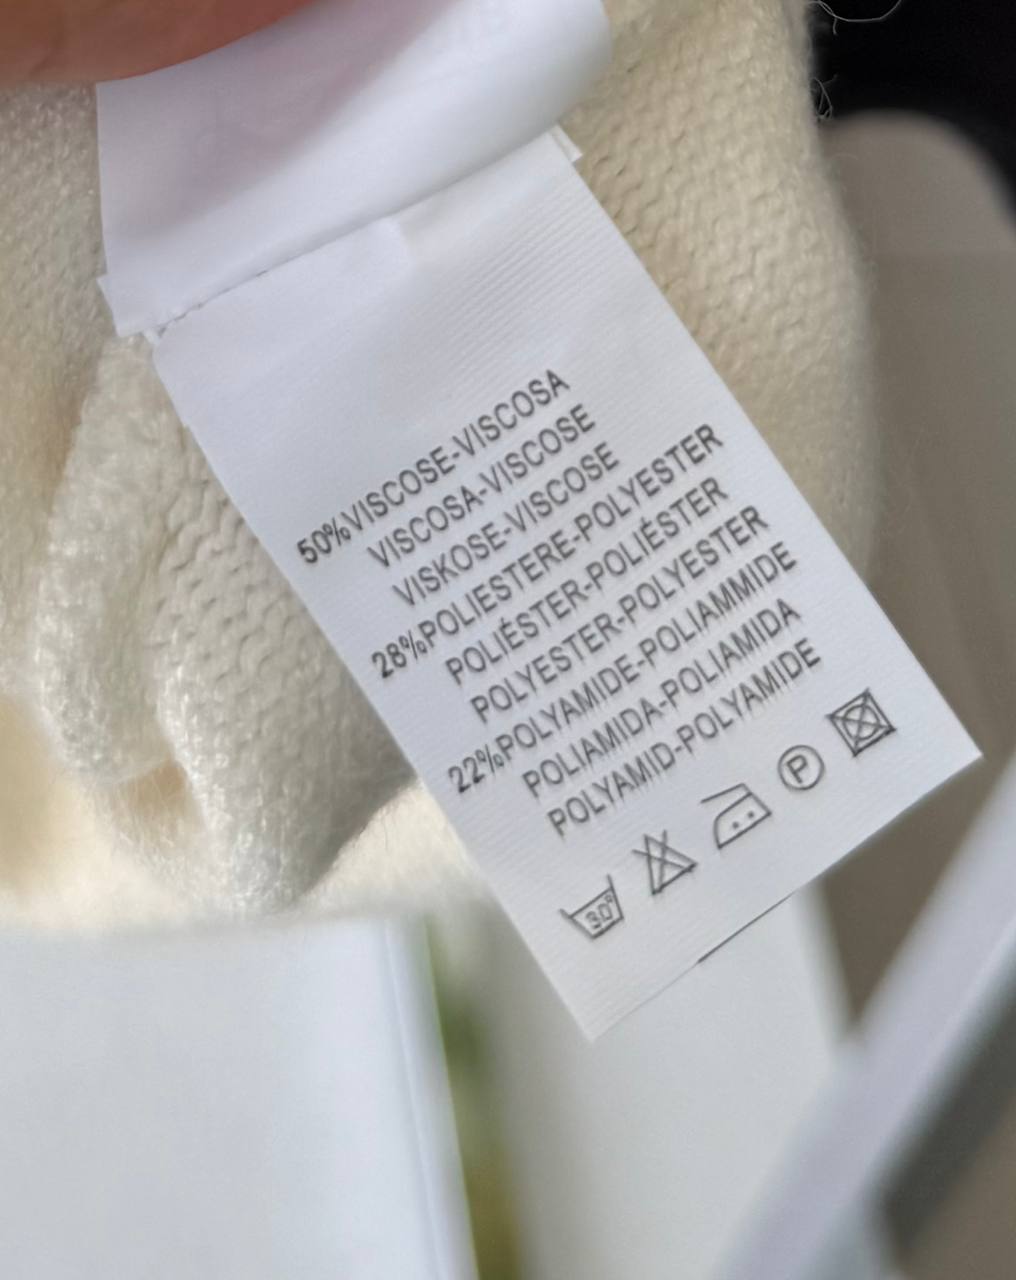 50%VISCOSE-VISCOSA
VISCOSA-VISCOSE
VISKOSE-VISCOSE
28%POLIESTERE-POLYESTER
POLIÉSTER-POLIÉSTER
POLYESTER-POLYESTER
22%POLYAMIDE-POLIAMMIDE
POLIAMIDA-POLIAMIDA
POLYAMID-POLYAMIDE
30° P